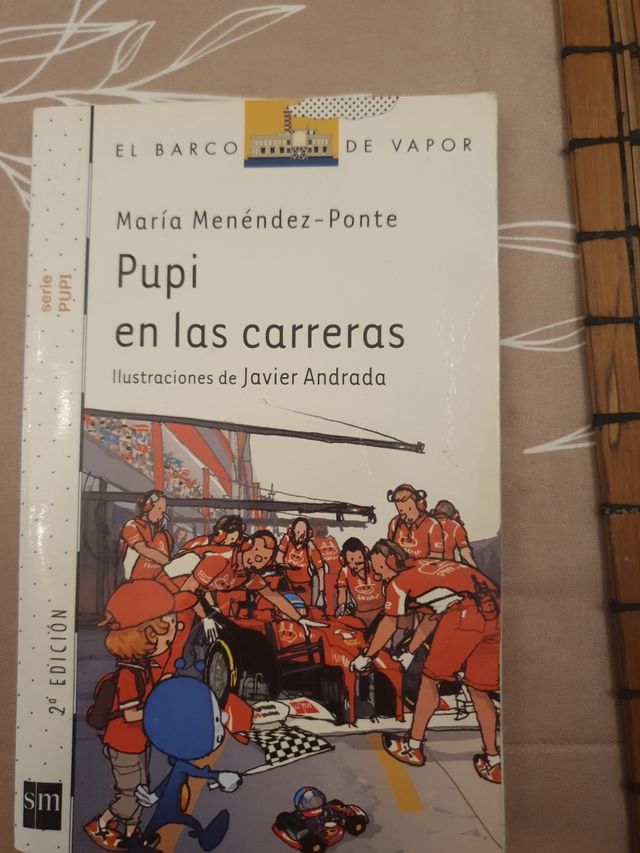 EL BARCO DE VAPOR
María Menéndez-Ponte
Pupi
en las carreras
Ilustraciones de Javier Andrada
serie
PUPI
2ª EDICIÓN
sm